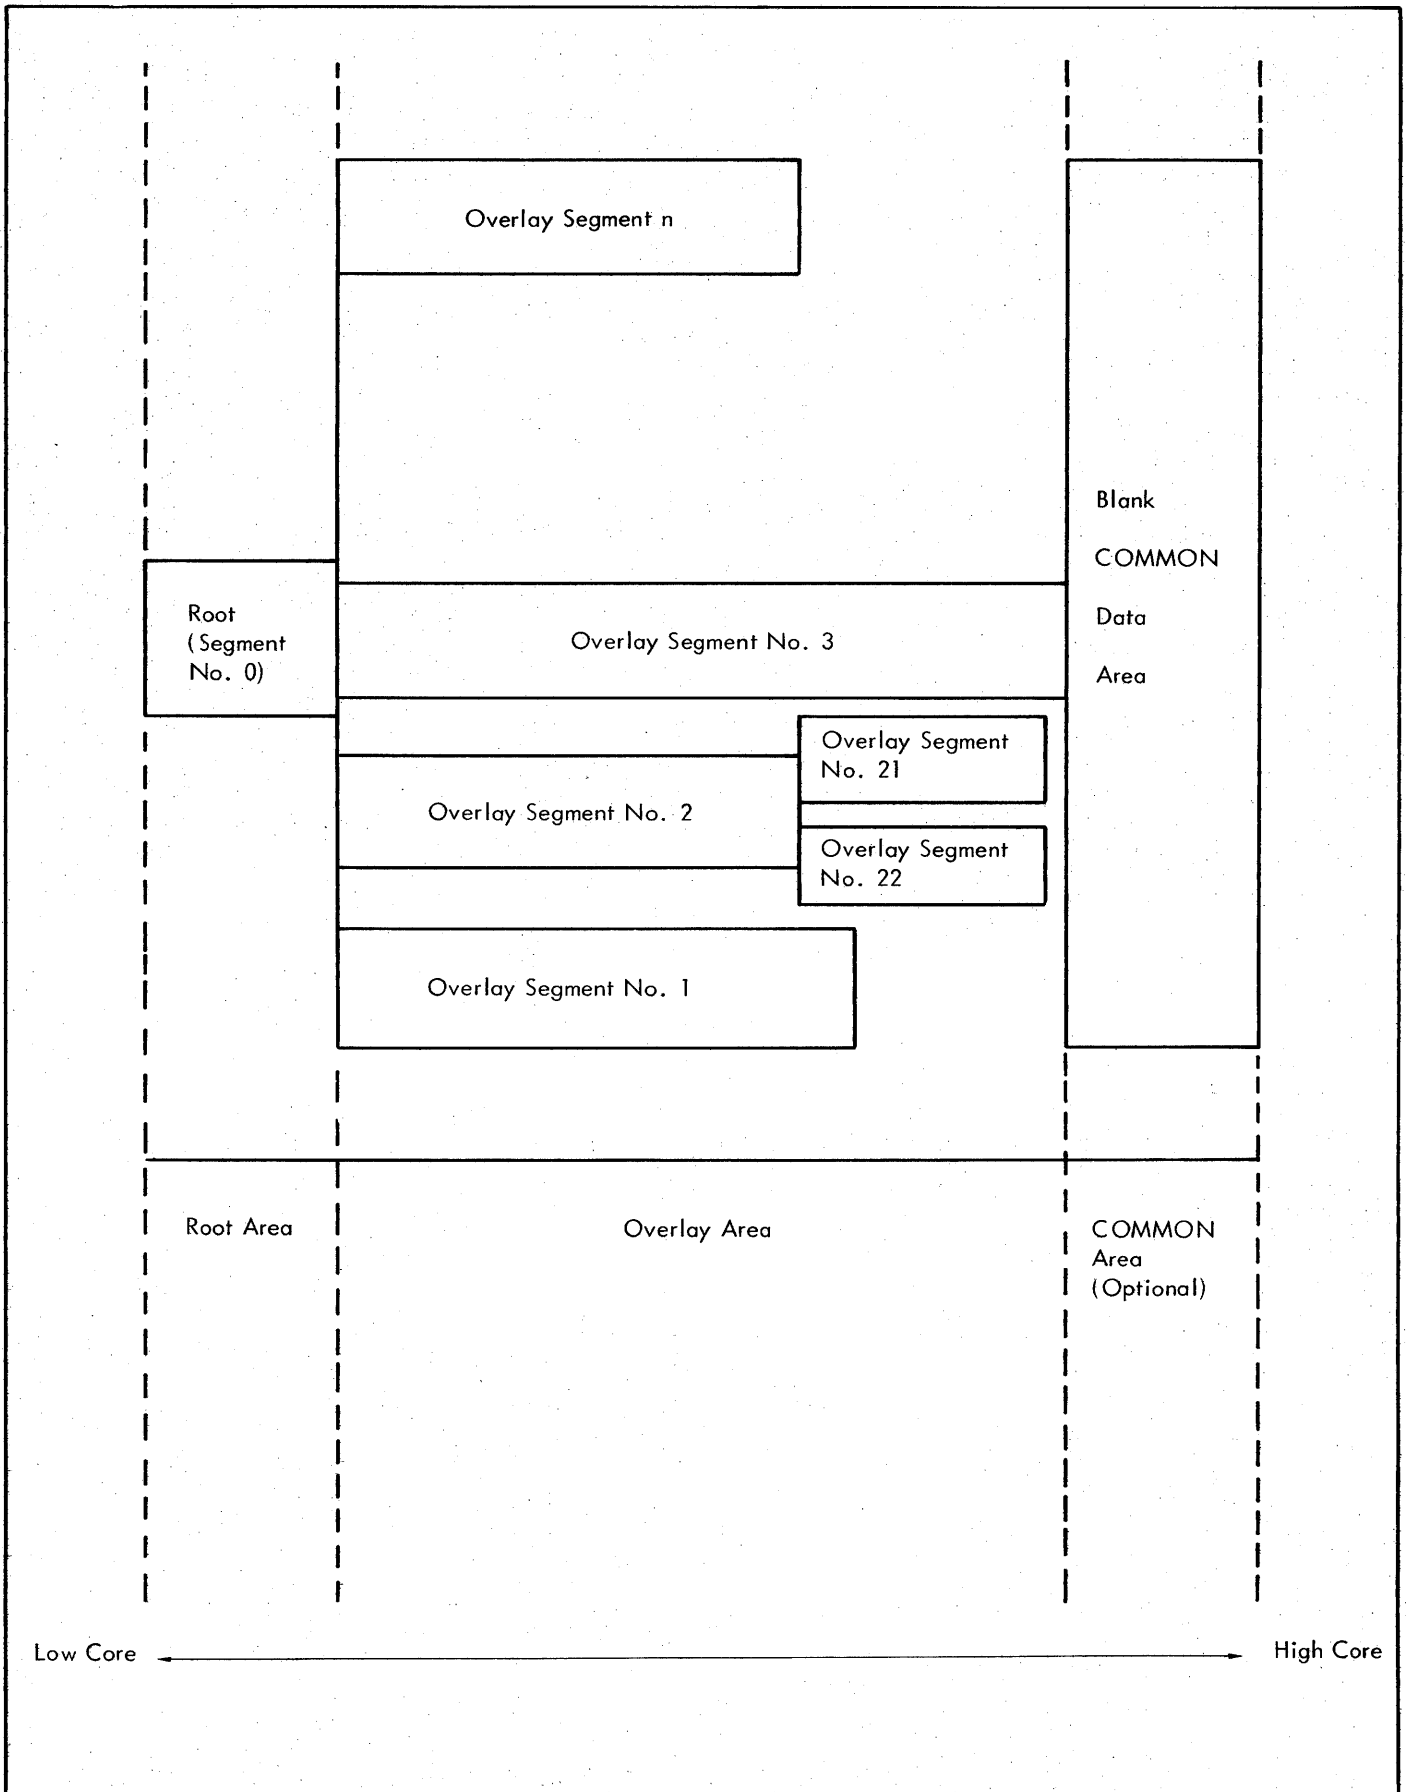 Overlay Segment n
Blank
COMMON
Data
Area
Root
(Segment
No. 0)
Overlay Segment No. 3
Overlay Segment
No. 21
Overlay Segment No. 2
Overlay Segment
No. 22
Overlay Segment No. 1
Root Area
Overlay Area
COMMON
Area
(Optional)
Low Core
High Core